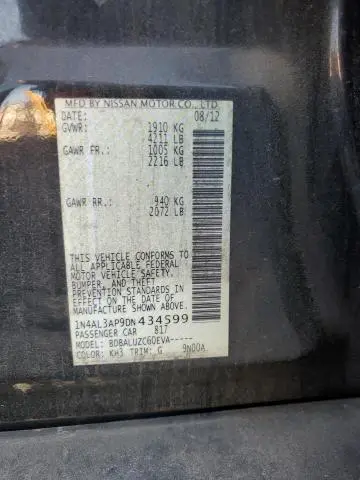 MFD BY NISSAN MOTOR CO., LTD.
DATE: 08/12
GVWR: 1910 KG
4211 LB
GAWR FR.: 1005 KG
2216 LB
GAWR RR.: 940 KG
2072 LB
THIS VEHICLE CONFORMS TO
ALL APPLICABLE FEDERAL
MOTOR VEHICLE SAFETY,
BUMPER, AND THEFT
PREVENTION STANDARDS IN
EFFECT ON THE DATE OF
MANUFACTURE SHOWN ABOVE.
1N4AL3AP9DN434599
PASSENGER CAR 817
MODEL: BDBALUZC6QEVA-----
COLOR: KH3 TRIM: G 9N00A